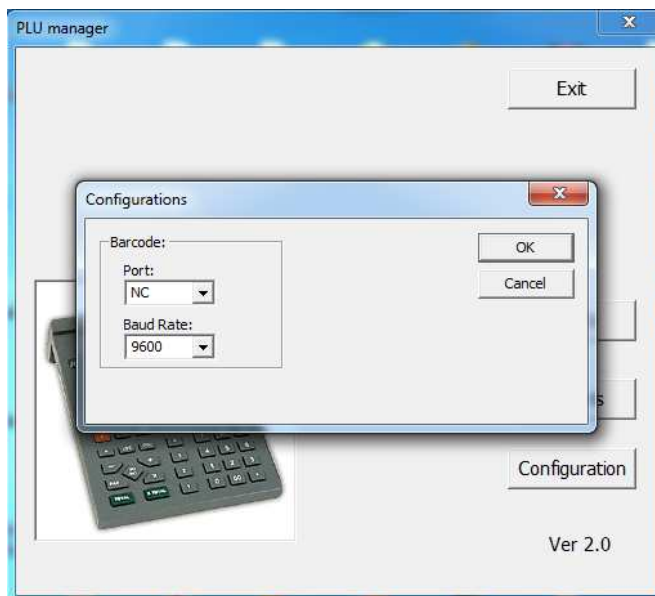 PLU manager
Exit
Configurations
Barcode:
Port:
NC
Baud Rate:
9600
OK
Cancel
Configuration
Ver 2.0